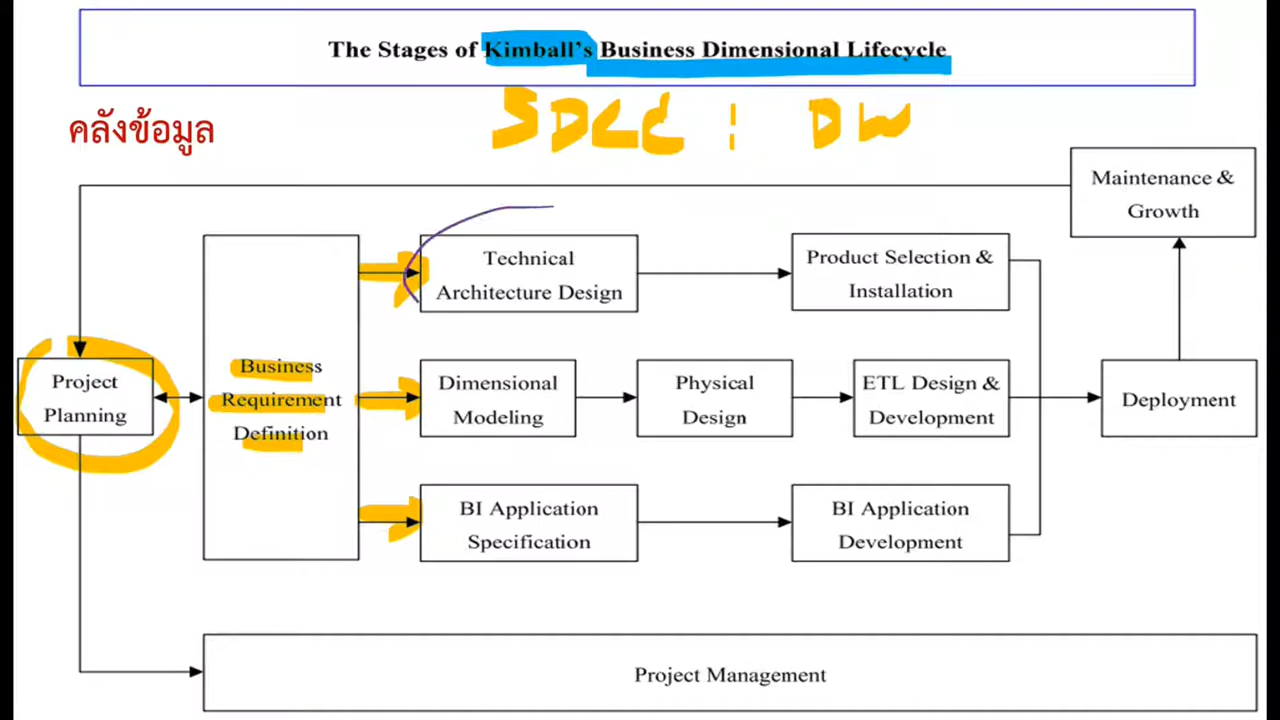 The Stages of Kimball's Business Dimensional Lifecycle
คลังข้อมูล
SDLC : DW
Maintenance &
Growth
Technical
Architecture Design
Product Selection &
Installation
Project
Planning
Business
Requirement
Definition
Dimensional
Modeling
Physical
Design
ETL Design &
Development
Deployment
BI Application
Specification
BI Application
Development
Project Management